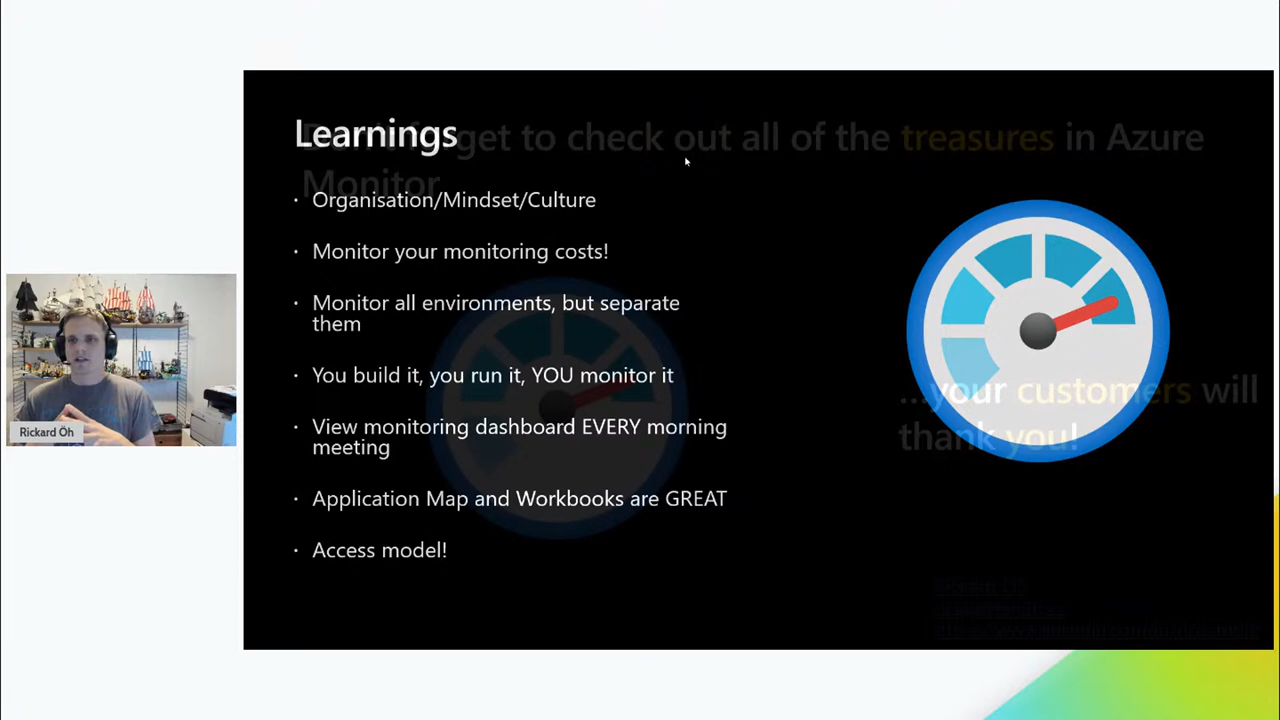 Learnings
Don't forget to check out all of the treasures in Azure
Monitor
· Organisation/Mindset/Culture
· Monitor your monitoring costs!
· Monitor all environments, but separate
them
· You build it, you run it, YOU monitor it
· View monitoring dashboard EVERY morning
meeting
· Application Map and Workbooks are GREAT
· Access model!
...your customers will
thank you!
Rickard Öh